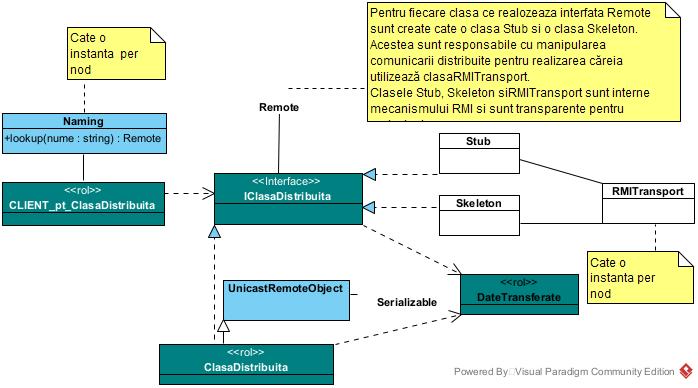 Cate o
instanta per
nod
Pentru fiecare clasa ce realozeaza interfata Remote
sunt create cate o clasa Stub si o clasa Skeleton.
Acestea sunt responsabile cu manipularea
comunicarii distribuite pentru realizarea căreia
utilizează clasaRMITransport.
Clasele Stub, Skeleton siRMITransport sunt interne
mecanismului RMI si sunt transparente pentru
Remote
Naming
+lookup(nume : string) : Remote
Stub
<<Interface>>
IClasaDistribuita
<<rol>>
CLIENT_pt_ClasaDistribuita
RMITransport
Skeleton
Cate o
instanta per
nod
UnicastRemoteObject
Serializable
<<rol>>
DateTransferate
<<rol>>
ClasaDistribuita
Powered By Visual Paradigm Community Edition